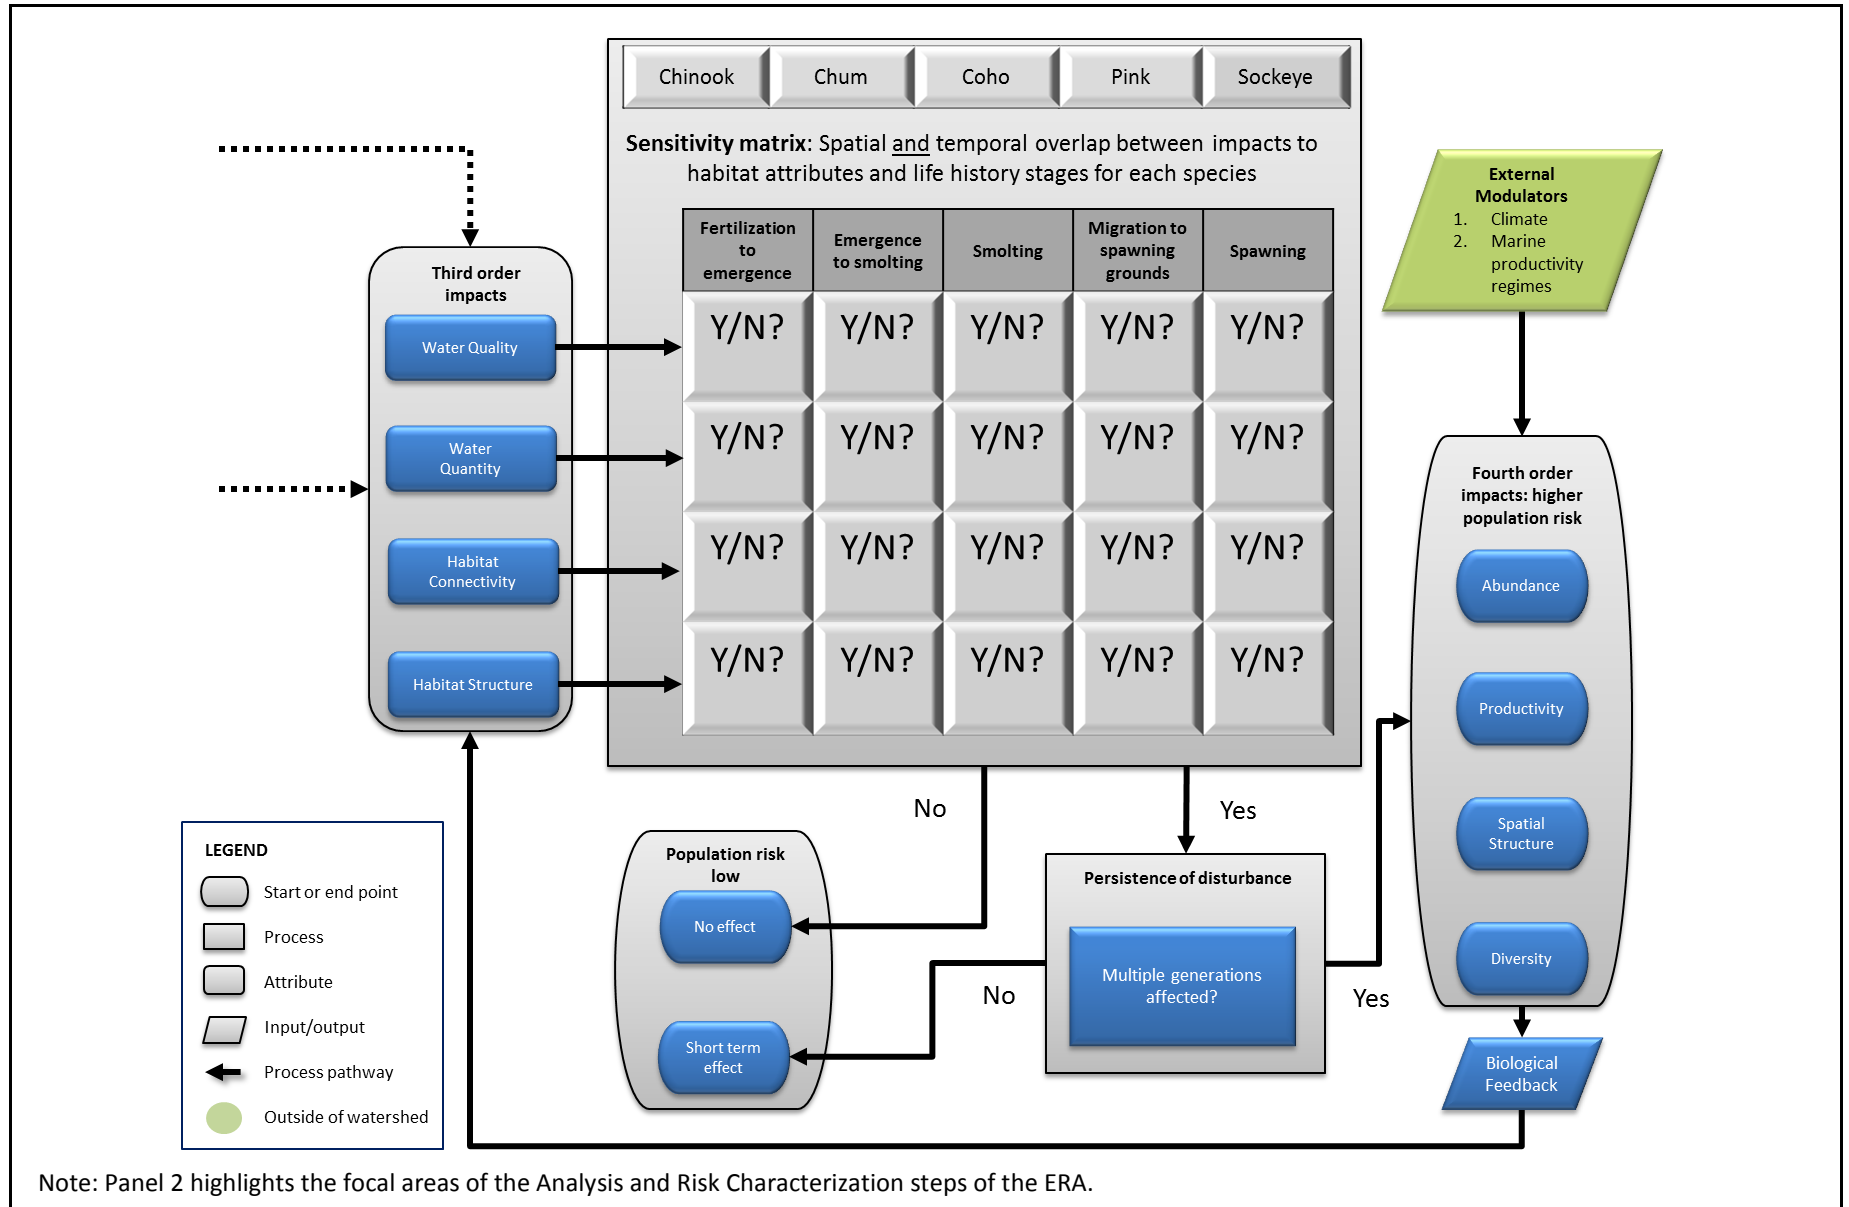 Chinook
Chum
Coho
Pink
Sockeye
Sensitivity matrix: Spatial and temporal overlap between impacts to
habitat attributes and life history stages for each species
Fertilization
to
emergence
Emergence
to smolting
Smolting
Migration to
spawning
grounds
Spawning
Third order
impacts
Water Quality
Y/N? Y/N? Y/N? Y/N? Y/N?
Water
Quantity
Y/N? Y/N? Y/N? Y/N? Y/N?
Habitat
Connectivity
Y/N? Y/N? Y/N? Y/N? Y/N?
Habitat Structure
Y/N? Y/N? Y/N? Y/N? Y/N?
External
Modulators
1. Climate
2. Marine
productivity
regimes
Fourth order
impacts: higher
population risk
Abundance
Productivity
Spatial
Structure
Diversity
Biological
Feedback
No
Yes
Population risk
low
No effect
Short term
effect
Persistence of disturbance
Multiple generations
affected?
No
Yes
LEGEND
Start or end point
Process
Attribute
Input/output
Process pathway
Outside of watershed
Note: Panel 2 highlights the focal areas of the Analysis and Risk Characterization steps of the ERA.